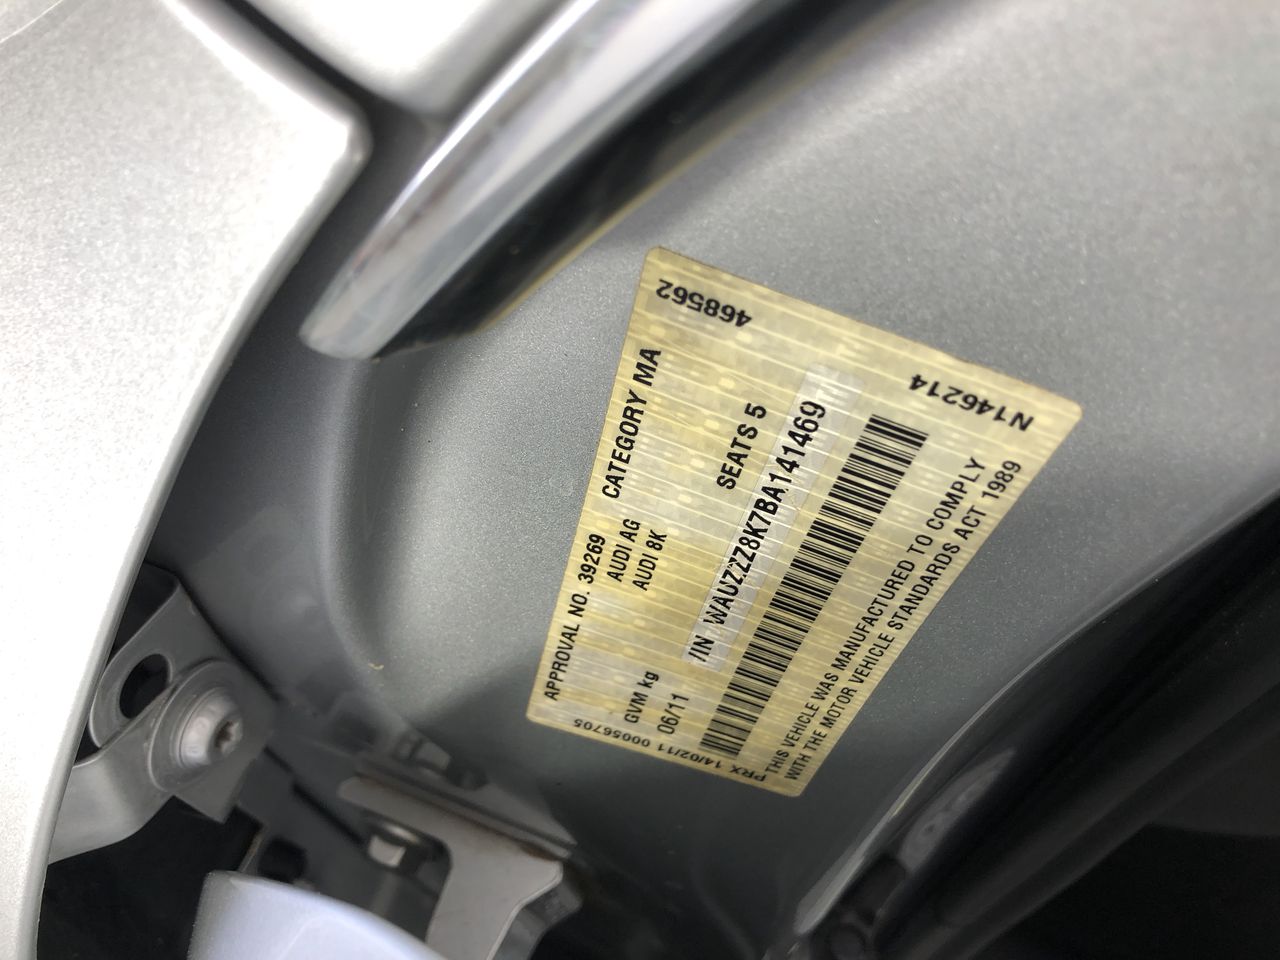 468562
N146214
APPROVAL NO. 39269 CATEGORY MA
AUDI AG
AUDI 8K
GVM kg SEATS 5
06/11
VIN WAUZZZ8K7BA141469
THIS VEHICLE WAS MANUFACTURED TO COMPLY
WITH THE MOTOR VEHICLE STANDARDS ACT 1989
PRX 14/02/11 00056705